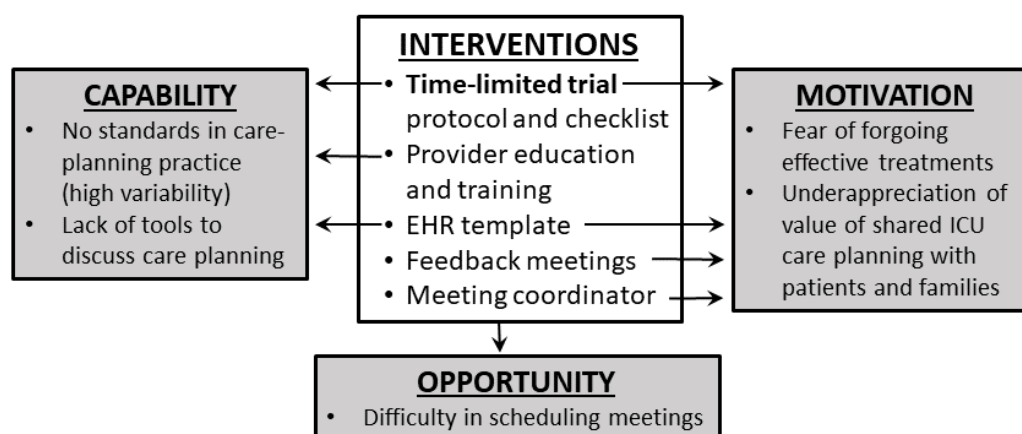 INTERVENTIONS
• Time-limited trial
protocol and checklist
• Provider education
and training
• EHR template
• Feedback meetings
• Meeting coordinator
CAPABILITY
• No standards in care-
planning practice
(high variability)
• Lack of tools to
discuss care planning
MOTIVATION
• Fear of forgoing
effective treatments
• Underappreciation of
value of shared ICU
care planning with
patients and families
OPPORTUNITY
• Difficulty in scheduling meetings